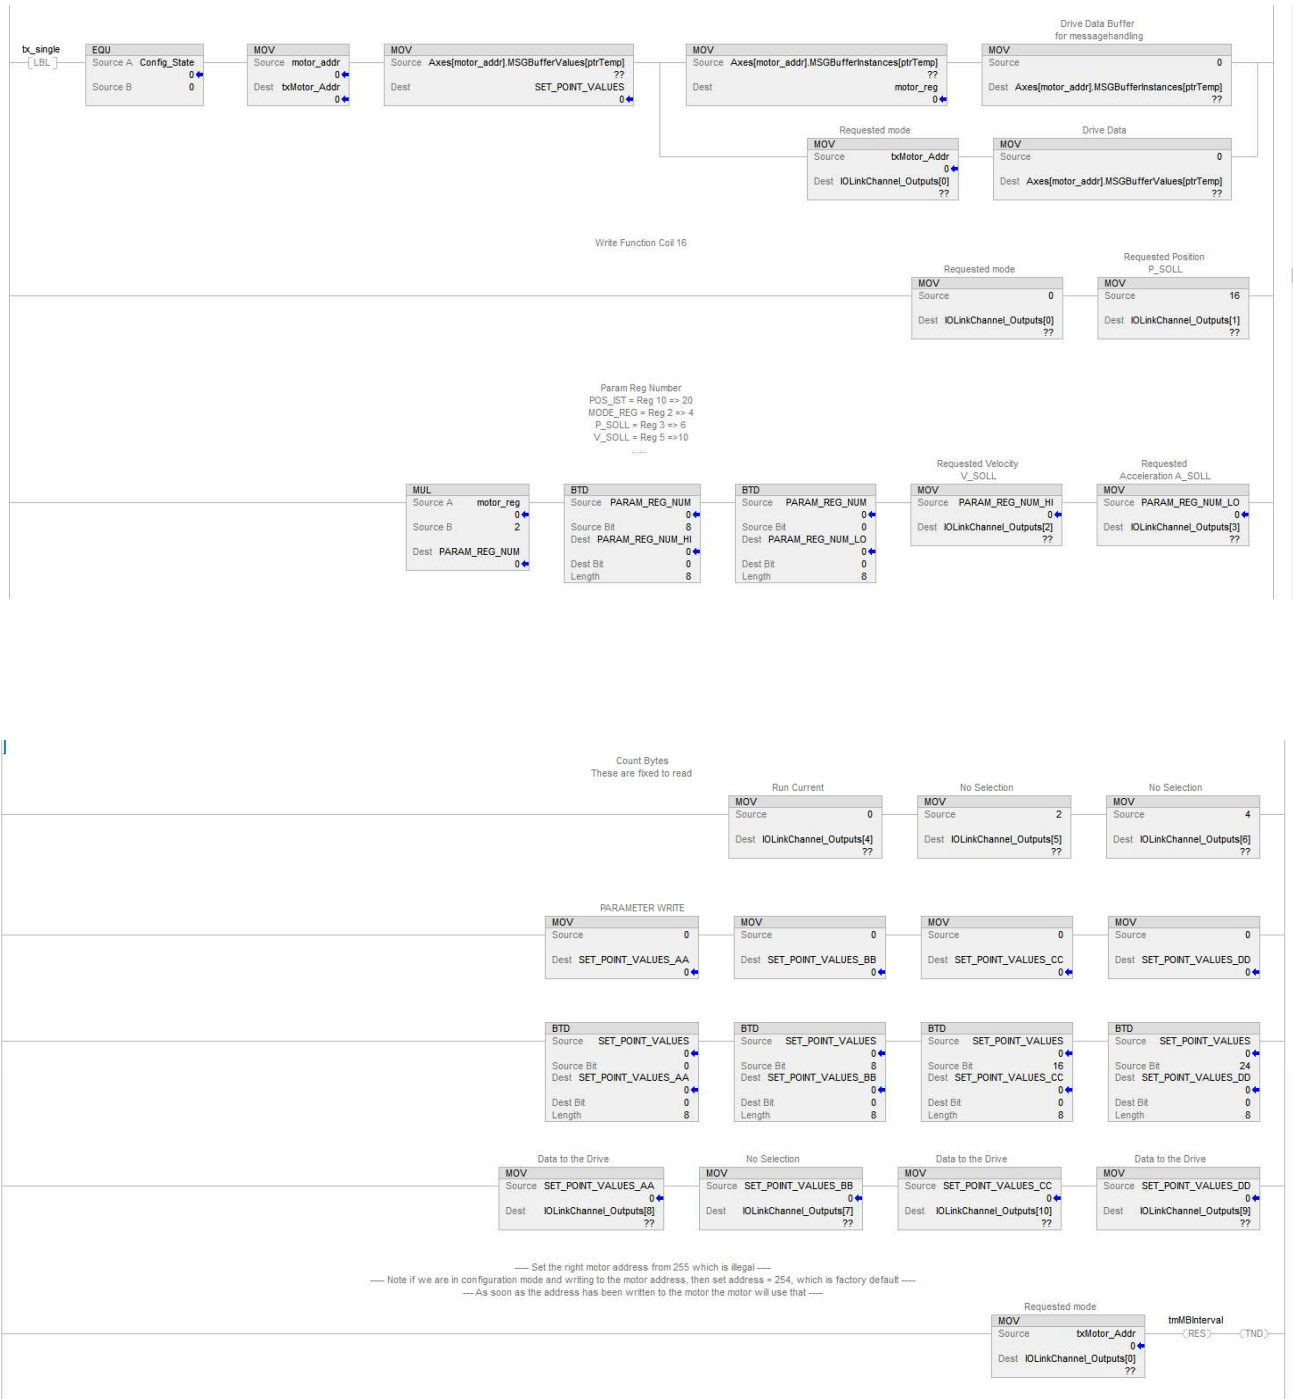 Drive Data Buffer
for messagehandling
tx_single
[ LBL ]
EQU
Source A Config_State
0
Source B 0
MOV
Source motor_addr
0
Dest txMotor_Addr
0
MOV
Source Axes[motor_addr].MSGBufferValues[ptrTemp]
??
Dest SET_POINT_VALUES
0
MOV
Source Axes[motor_addr].MSGBufferInstances[ptrTemp]
??
Dest motor_reg
0
MOV
Source 0
Dest Axes[motor_addr].MSGBufferInstances[ptrTemp]
??
Requested mode
MOV
Source txMotor_Addr
0
Dest IOLinkChannel_Outputs[0]
??
Drive Data
MOV
Source 0
Dest Axes[motor_addr].MSGBufferValues[ptrTemp]
??
Write Function Coil 16
Requested mode
MOV
Source 0
Dest IOLinkChannel_Outputs[0]
??
Requested Position
P_SOLL
MOV
Source 16
Dest IOLinkChannel_Outputs[1]
??
Param Reg Number
POS_IST = Reg 10 => 20
MODE_REG = Reg 2 => 4
P_SOLL = Reg 3 => 6
V_SOLL = Reg 5 =>10
......
MUL
Source A motor_reg
0
Source B 2
Dest PARAM_REG_NUM
0
BTD
Source PARAM_REG_NUM
0
Source Bit 8
Dest PARAM_REG_NUM_HI
0
Dest Bit 0
Length 8
BTD
Source PARAM_REG_NUM
0
Source Bit 0
Dest PARAM_REG_NUM_LO
0
Dest Bit 0
Length 8
Requested Velocity
V_SOLL
MOV
Source PARAM_REG_NUM_HI
0
Dest IOLinkChannel_Outputs[2]
??
Requested
Acceleration A_SOLL
MOV
Source PARAM_REG_NUM_LO
0
Dest IOLinkChannel_Outputs[3]
??
Count Bytes
These are fixed to read
Run Current
MOV
Source 0
Dest IOLinkChannel_Outputs[4]
??
No Selection
MOV
Source 2
Dest IOLinkChannel_Outputs[5]
??
No Selection
MOV
Source 4
Dest IOLinkChannel_Outputs[6]
??
PARAMETER WRITE
MOV
Source 0
Dest SET_POINT_VALUES_AA
0
MOV
Source 0
Dest SET_POINT_VALUES_BB
0
MOV
Source 0
Dest SET_POINT_VALUES_CC
0
MOV
Source 0
Dest SET_POINT_VALUES_DD
0
BTD
Source SET_POINT_VALUES
0
Source Bit 0
Dest SET_POINT_VALUES_AA
0
Dest Bit 0
Length 8
BTD
Source SET_POINT_VALUES
0
Source Bit 8
Dest SET_POINT_VALUES_BB
0
Dest Bit 0
Length 8
BTD
Source SET_POINT_VALUES
0
Source Bit 16
Dest SET_POINT_VALUES_CC
0
Dest Bit 0
Length 8
BTD
Source SET_POINT_VALUES
0
Source Bit 24
Dest SET_POINT_VALUES_DD
0
Dest Bit 0
Length 8
Data to the Drive
MOV
Source SET_POINT_VALUES_AA
0
Dest IOLinkChannel_Outputs[8]
??
No Selection
MOV
Source SET_POINT_VALUES_BB
0
Dest IOLinkChannel_Outputs[7]
??
Data to the Drive
MOV
Source SET_POINT_VALUES_CC
0
Dest IOLinkChannel_Outputs[10]
??
Data to the Drive
MOV
Source SET_POINT_VALUES_DD
0
Dest IOLinkChannel_Outputs[9]
??
---- Set the right motor address from 255 which is illegal ----
---- Note if we are in configuration mode and writing to the motor address, then set address = 254, which is factory default ----
---- As soon as the address has been written to the motor the motor will use that ----
Requested mode
MOV
Source txMotor_Addr
0
Dest IOLinkChannel_Outputs[0]
??
tmMBInterval
(RES)
(TND)